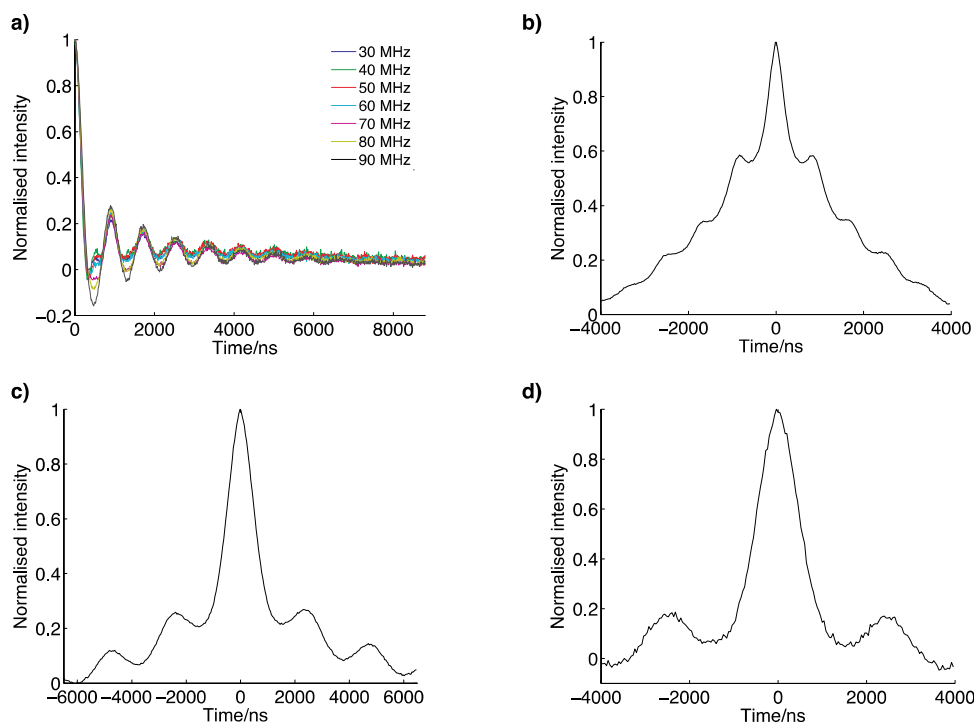 a)
1
0.8
0.6
0.4
0.2
0
−0.2
Normalised intensity
30 MHz
40 MHz
50 MHz
60 MHz
70 MHz
80 MHz
90 MHz
0 2000 4000 6000 8000
Time/ns
b)
1
0.8
0.6
0.4
0.2
0
Normalised intensity
−4000 −2000 0 2000 4000
Time/ns
c)
1
0.8
0.6
0.4
0.2
0
Normalised intensity
−6000 −4000 −2000 0 2000 4000 6000
Time/ns
d)
1
0.8
0.6
0.4
0.2
0
Normalised intensity
−4000 −2000 0 2000 4000
Time/ns